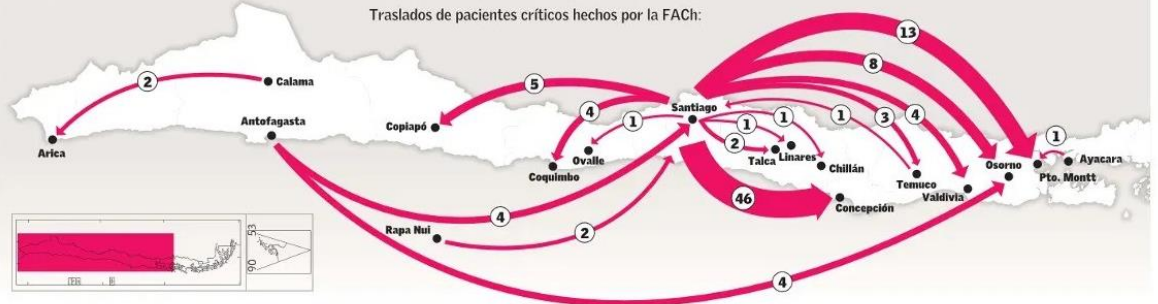 Traslados de pacientes críticos hechos por la FACh:
13
8
2
Calama
5
4
Santiago
Antofagasta
Copiapó
1
1
1
1
3
4
1
Arica
2
Ovalle
Talca
Linares
Osorno
Ayacara
Coquimbo
Chillán
Temuco
Pto. Montt
Valdivia
46
Concepción
4
Rapa Nui
2
4
53
90